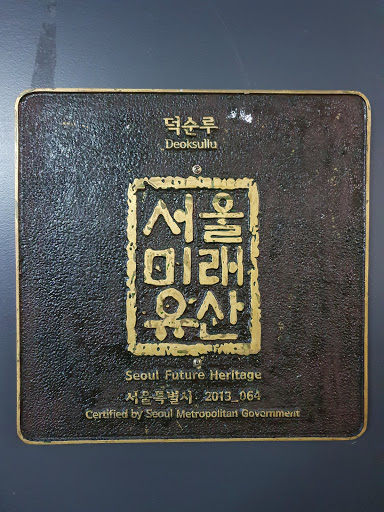 덕순루
Deoksullu
서울
미래
유산
Seoul Future Heritage
서울특별시 2013_064
Certified by Seoul Metropolitan Government